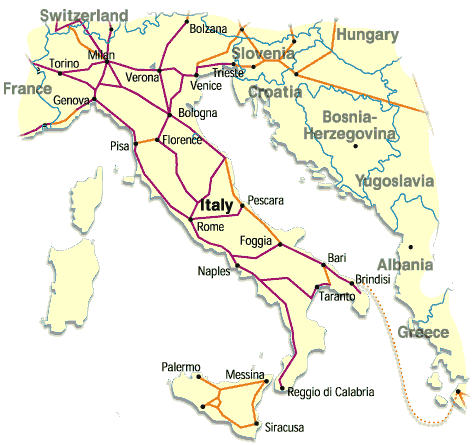 Switzerland
Bolzana
Hungary
Slovenia
Milan
Torino
Verona
Trieste
Venice
Croatia
France
Genova
Bologna
Bosnia-
Herzegovina
Pisa
Florence
Yugoslavia
Italy
Pescara
Rome
Foggia
Bari
Albania
Naples
Brindisi
Taranto
Greece
Palermo
Messina
Reggio di Calabria
Siracusa